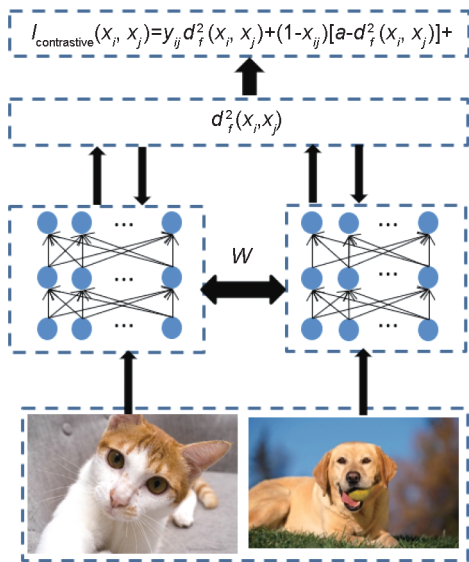 l_contrastive(x_i, x_j)=y_ij d_f^2(x_i, x_j)+(1-x_ij)[a-d_f^2(x_i, x_j)]+
d_f^2(x_i,x_j)
...
...
W
...
...
...
...